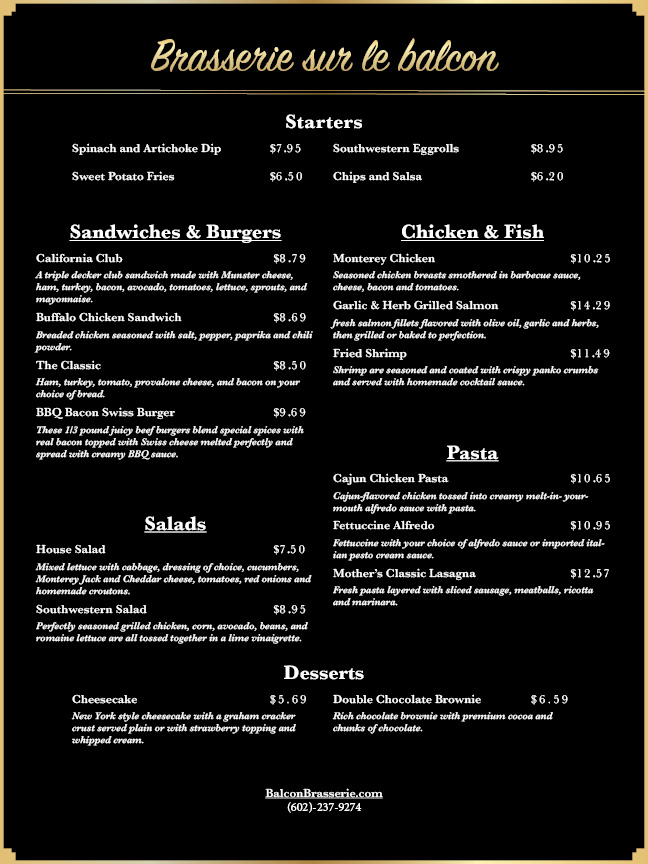 Brasserie sur le balcon
Starters
Spinach and Artichoke Dip $7.95
Southwestern Eggrolls $8.95
Sweet Potato Fries $6.50
Chips and Salsa $6.20
Sandwiches & Burgers
California Club $8.79
A triple decker club sandwich made with Munster cheese,
ham, turkey, bacon, avocado, tomatoes, lettuce, sprouts, and
mayonnaise.
Buffalo Chicken Sandwich $8.69
Breaded chicken seasoned with salt, pepper, paprika and chili
powder.
The Classic $8.50
Ham, turkey, tomato, provalone cheese, and bacon on your
choice of bread.
BBQ Bacon Swiss Burger $9.69
These 1/3 pound juicy beef burgers blend special spices with
real bacon topped with Swiss cheese melted perfectly and
spread with creamy BBQ sauce.
Salads
House Salad $7.50
Mixed lettuce with cabbage, dressing of choice, cucumbers,
Monterey Jack and Cheddar cheese, tomatoes, red onions and
homemade croutons.
Southwestern Salad $8.95
Perfectly seasoned grilled chicken, corn, avocado, beans, and
romaine lettuce are all tossed together in a lime vinaigrette.
Chicken & Fish
Monterey Chicken $10.25
Seasoned chicken breasts smothered in barbecue sauce,
cheese, bacon and tomatoes.
Garlic & Herb Grilled Salmon $14.29
fresh salmon fillets flavored with olive oil, garlic and herbs,
then grilled or baked to perfection.
Fried Shrimp $11.49
Shrimp are seasoned and coated with crispy panko crumbs
and served with homemade cocktail sauce.
Pasta
Cajun Chicken Pasta $10.65
Cajun-flavored chicken tossed into creamy melt-in-your-
mouth alfredo sauce with pasta.
Fettuccine Alfredo $10.95
Fettuccine with your choice of alfredo sauce or imported ital-
ian pesto cream sauce.
Mother's Classic Lasagna $12.57
Fresh pasta layered with sliced sausage, meatballs, ricotta
and marinara.
Desserts
Cheesecake $5.69
New York style cheesecake with a graham cracker
crust served plain or with strawberry topping and
whipped cream.
Double Chocolate Brownie $6.59
Rich chocolate brownie with premium cocoa and
chunks of chocolate.
BalconBrasserie.com
(602)-237-9274